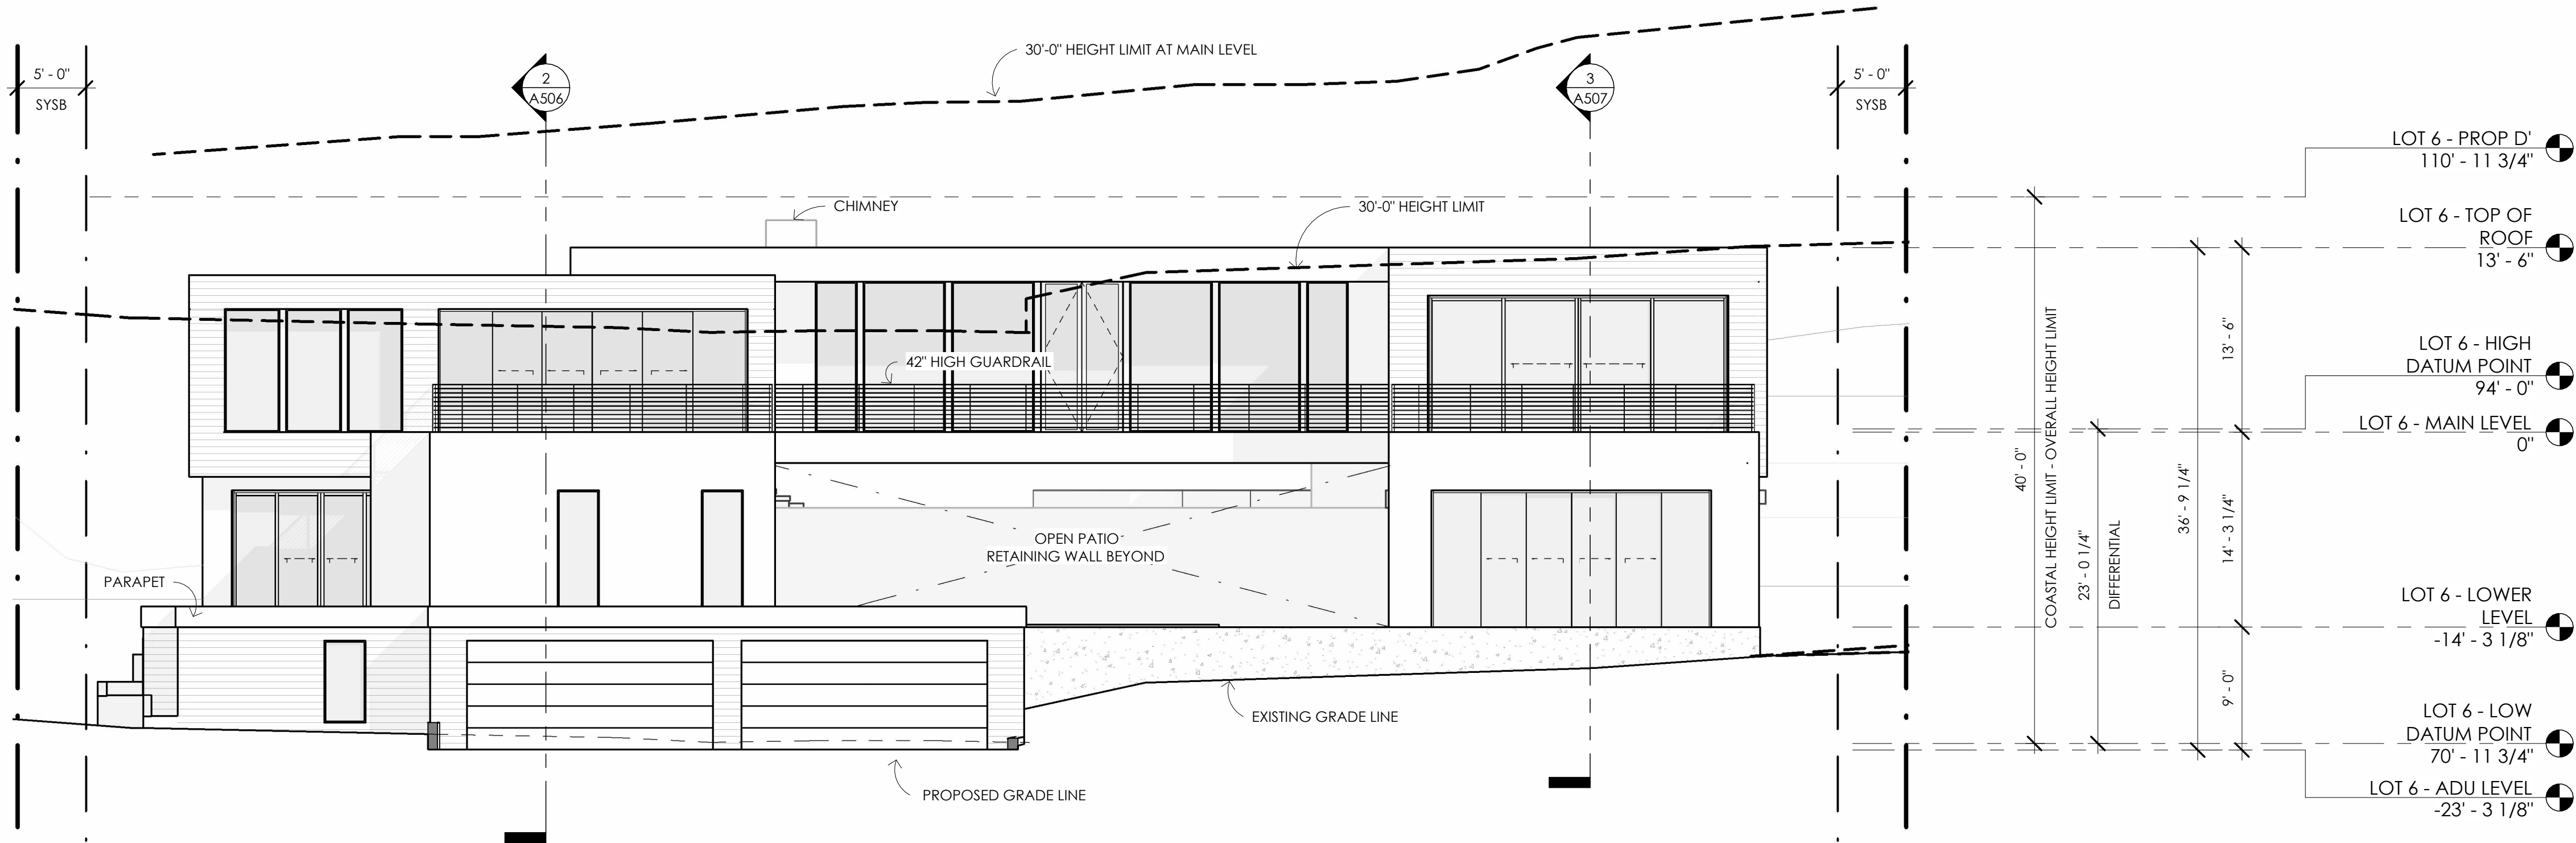 30'-0" HEIGHT LIMIT AT MAIN LEVEL
5' - 0"
SYSB
2
A506
3
A507
5' - 0"
SYSB
LOT 6 - PROP D'
110' - 11 3/4"
CHIMNEY
30'-0" HEIGHT LIMIT
LOT 6 - TOP OF
ROOF
13' - 6"
42" HIGH GUARDRAIL
LOT 6 - HIGH
DATUM POINT
94' - 0"
LOT 6 - MAIN LEVEL
0"
40' - 0"
COASTAL HEIGHT LIMIT - OVERALL HEIGHT LIMIT
23' - 0 1/4"
DIFFERENTIAL
36' - 9 1/4"
13' - 6"
14' - 3 1/4"
9' - 0"
OPEN PATIO
RETAINING WALL BEYOND
PARAPET
LOT 6 - LOWER
LEVEL
-14' - 3 1/8"
EXISTING GRADE LINE
LOT 6 - LOW
DATUM POINT
70' - 11 3/4"
PROPOSED GRADE LINE
LOT 6 - ADU LEVEL
-23' - 3 1/8"